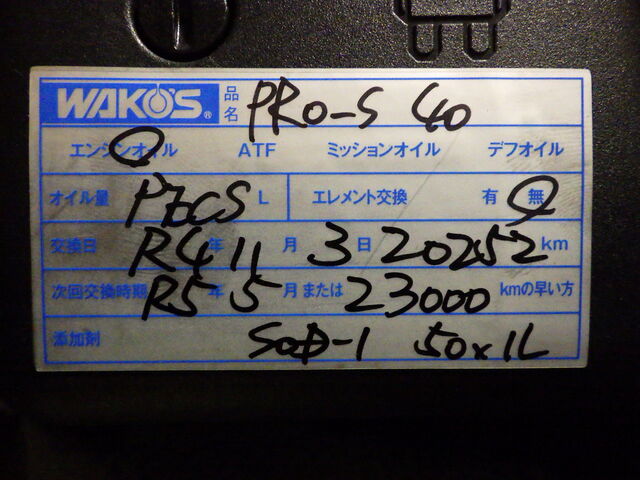 WAKO'S® 品名 PRO-S 40
エンジンオイル ATF ミッションオイル デフオイル
オイル量 L エレメント交換 有 無
交換日 R4 年 11 月 3 日 20252 km
次回交換時期 R5 年 5 月または 23000 kmの早い方
添加剤 S.O.D-1 50×1L